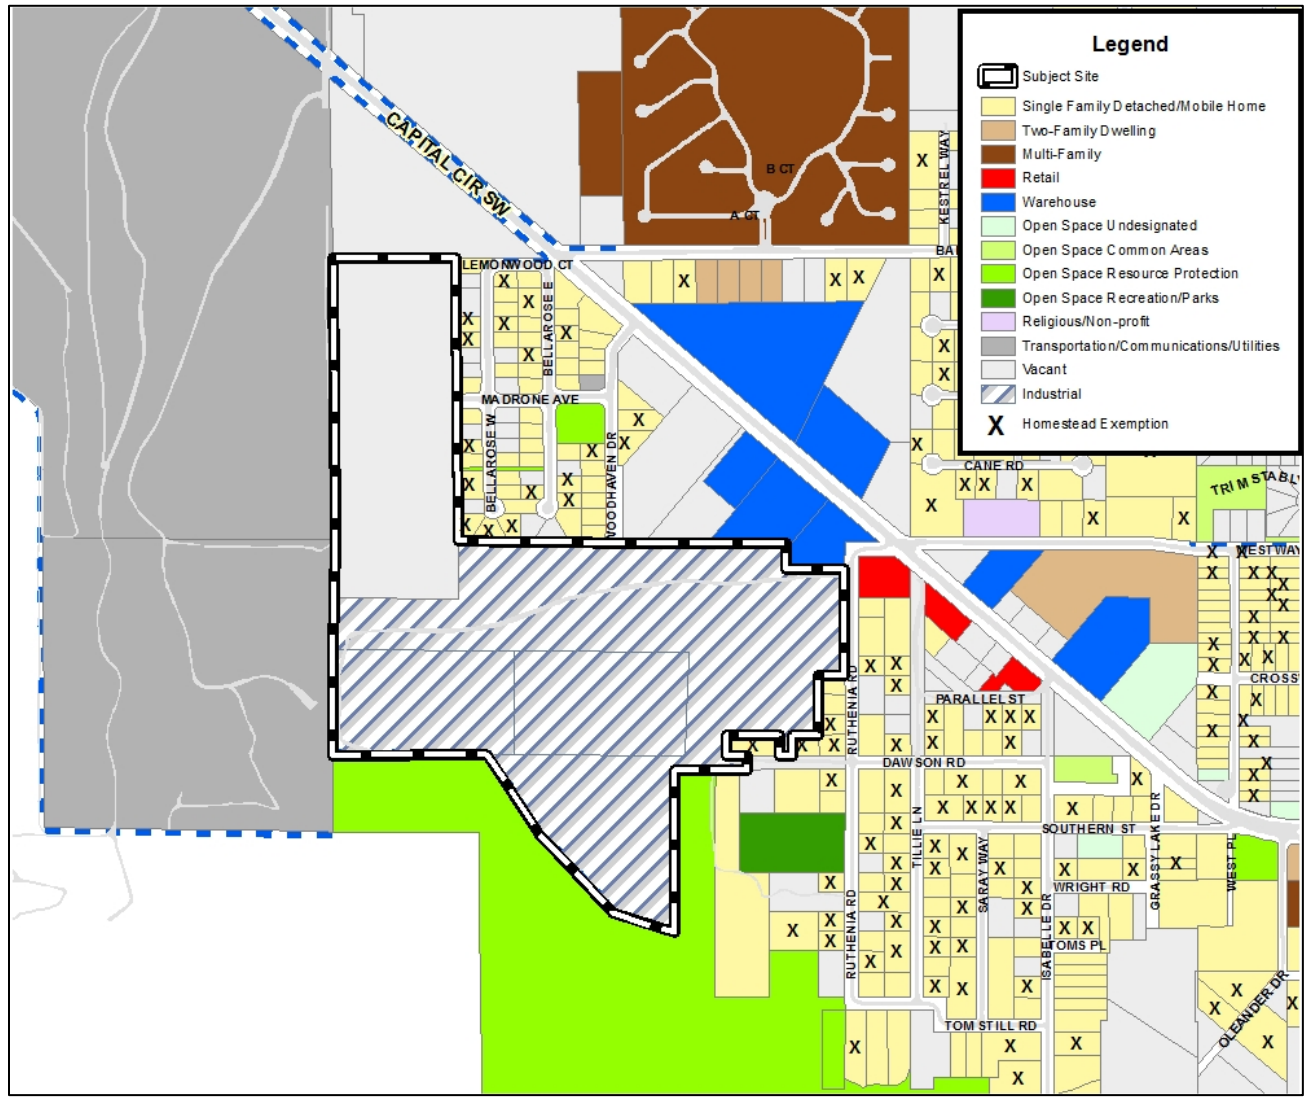 Legend
Subject Site
Single Family Detached/Mobile Home
Two-Family Dwelling
Multi-Family
Retail
Warehouse
Open Space Undesignated
Open Space Common Areas
Open Space Resource Protection
Open Space Recreation/Parks
Religious/Non-profit
Transportation/Communications/Utilities
Vacant
Industrial
X Homestead Exemption
CAPITAL CIR SW
B CT
A CT
KESTREL WAY
BA
LEMONWOOD CT
BELLAROSE E
MADRONE AVE
BELLAROSE W
WOODHAVEN DR
CANE RD
TRIM STABL
WESTWAY
CROSS
RUTHENIA RD
PARALLEL ST
DAWSON RD
TILLIE LN
SOUTHERN ST
GRASSY LAKE DR
WEST PL
SARAY WAY
WRIGHT RD
RUTHENIA RD
ISABELLE DR
TOMS PL
OLEANDER DR
TOM STILL RD